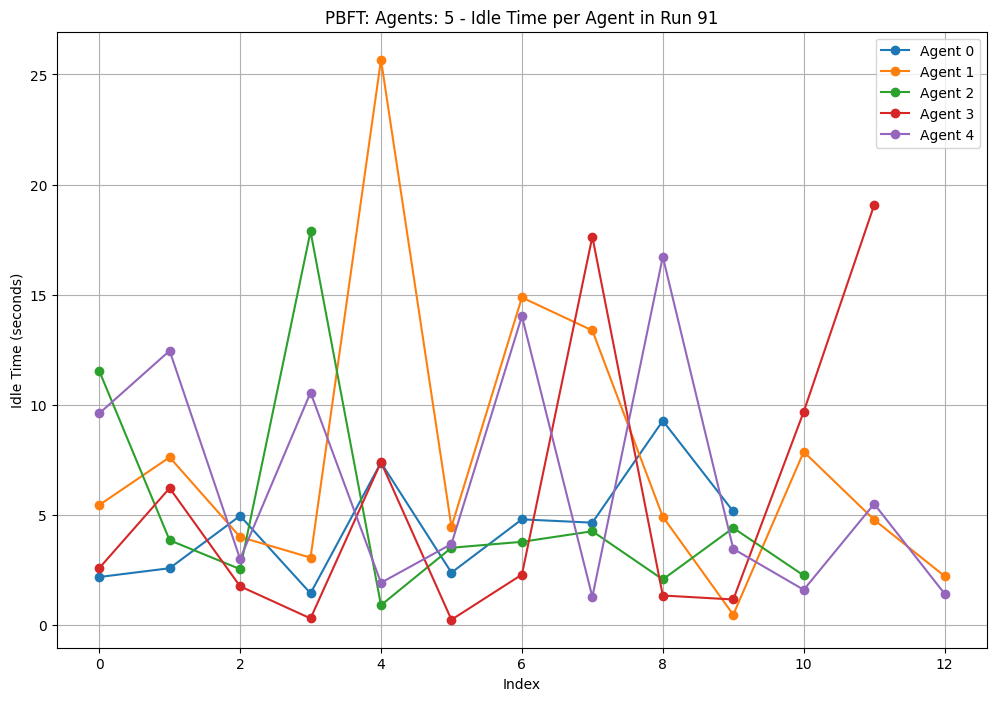 PBFT: Agents: 5 - Idle Time per Agent in Run 91
Agent 0
Agent 1
Agent 2
Agent 3
Agent 4
Idle Time (seconds)
25
20
15
10
5
0
0 2 4 6 8 10 12
Index